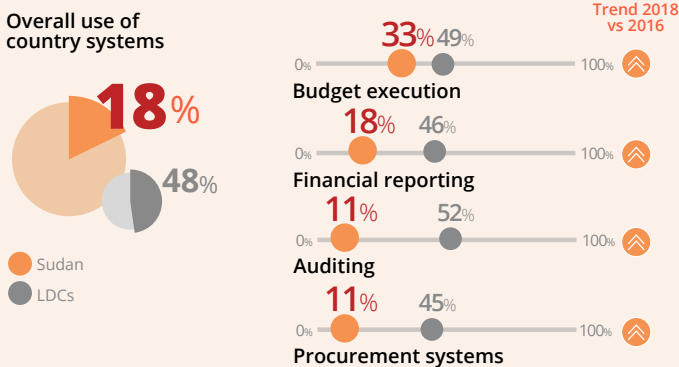 Overall use of
country systems
18%
48%
Sudan
LDCs
Trend 2018
vs 2016
33% 49%
0% 100%
Budget execution
18% 46%
0% 100%
Financial reporting
11% 52%
0% 100%
Auditing
11% 45%
0% 100%
Procurement systems